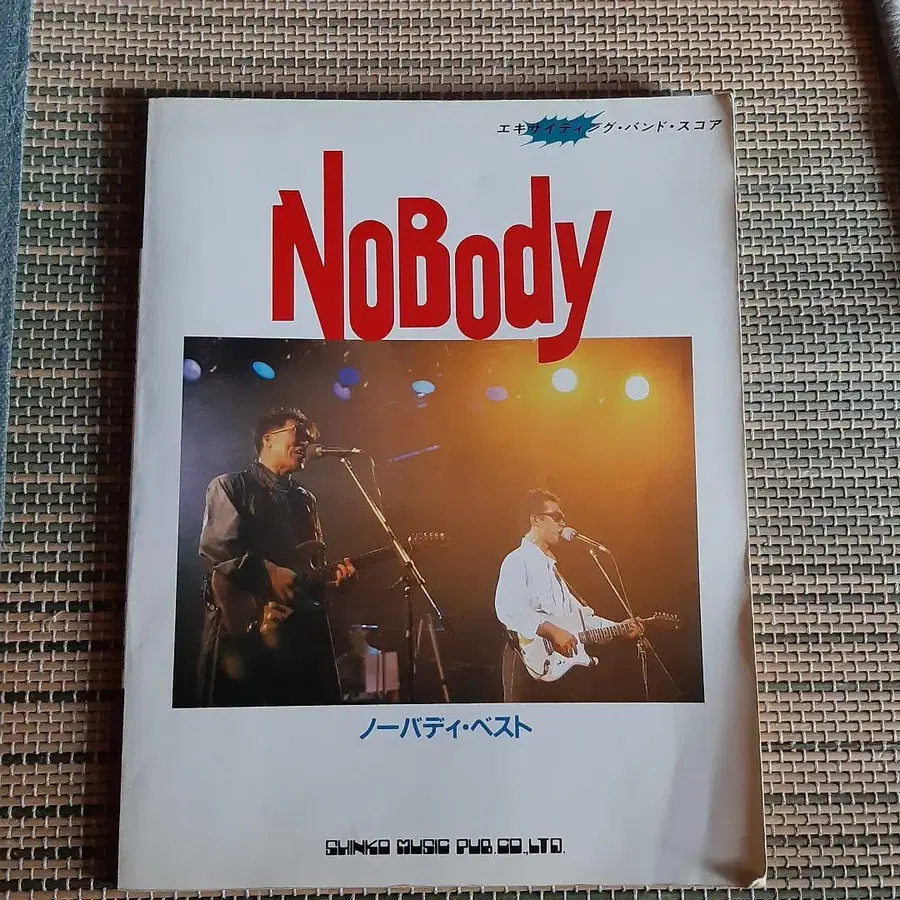 エキサイティング・バンド・スコア
NoBody
ノーバディ・ベスト
SHINKO MUSIC PUB. CO., LTD.